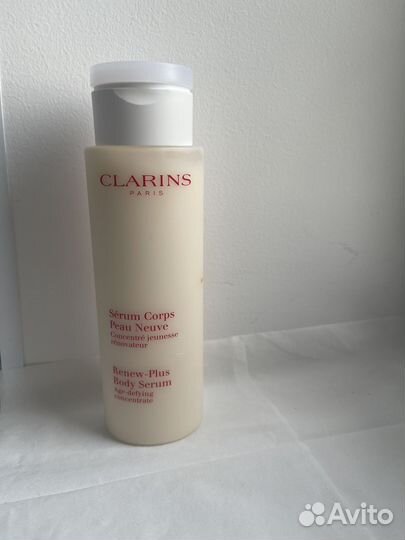 CLARINS
PARIS
Sérum Corps
Peau Neuve
Concentré jeunesse
rénovateur
Renew-Plus
Body Serum
Age-defying
concentrate
Avito